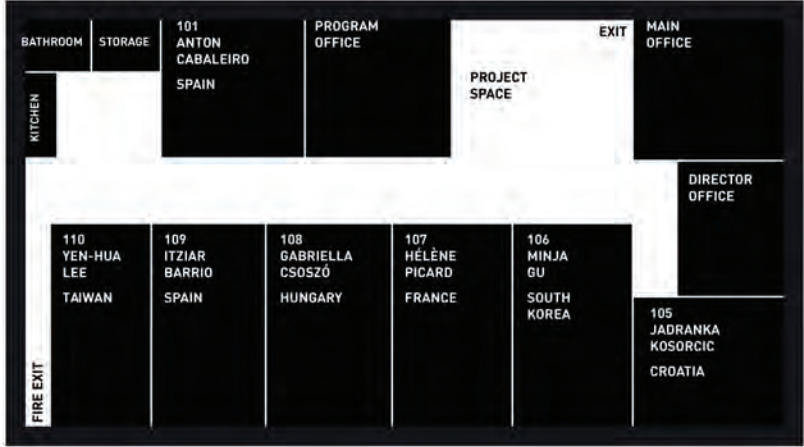 BATHROOM
STORAGE
KITCHEN
101
ANTON
CABALEIRO
SPAIN
PROGRAM
OFFICE
PROJECT
SPACE
EXIT
MAIN
OFFICE
DIRECTOR
OFFICE
FIRE EXIT
110
YEN-HUA
LEE
TAIWAN
109
ITZIAR
BARRIO
SPAIN
108
GABRIELLA
CSOSZÓ
HUNGARY
107
HÉLÈNE
PICARD
FRANCE
106
MINJA
GU
SOUTH
KOREA
105
JADRANKA
KOSORCIC
CROATIA